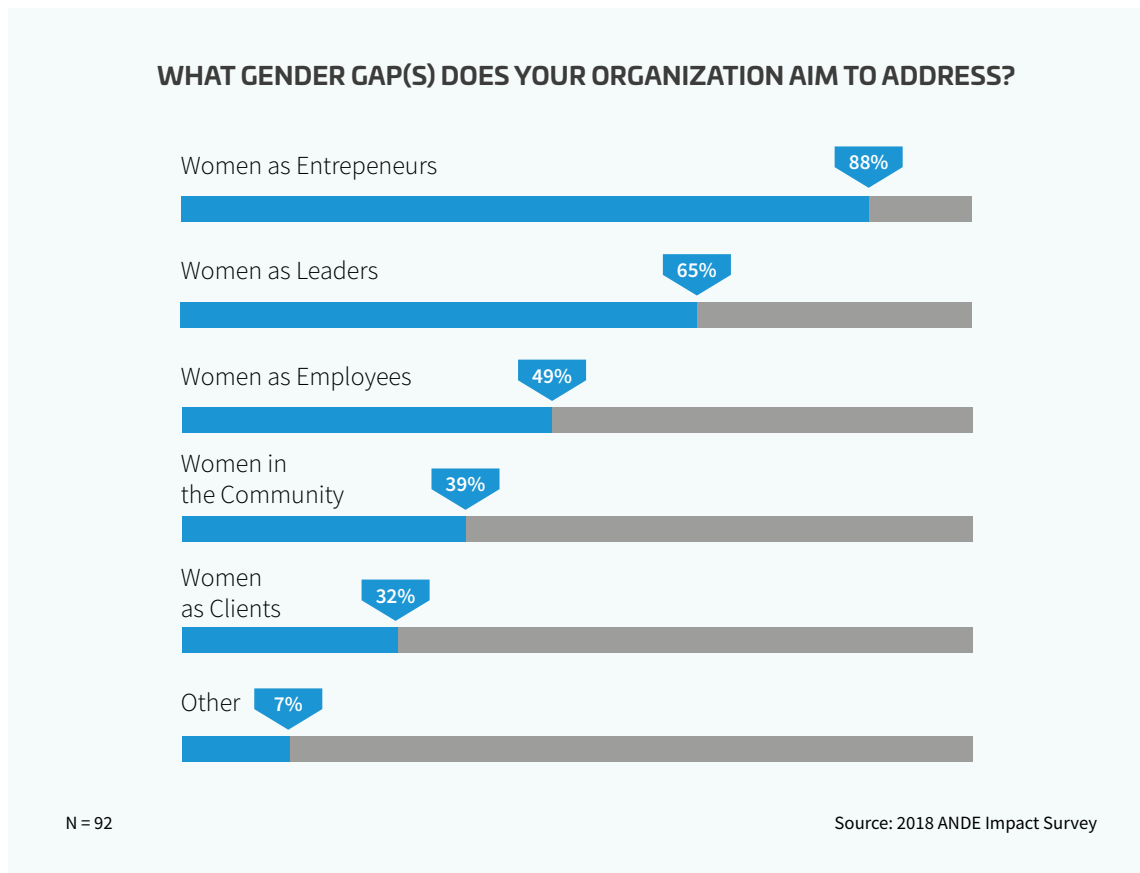 WHAT GENDER GAP(S) DOES YOUR ORGANIZATION AIM TO ADDRESS?
Women as Entrepeneurs
88%
Women as Leaders
65%
Women as Employees
49%
Women in
the Community
39%
Women
as Clients
32%
Other
7%
N = 92
Source: 2018 ANDE Impact Survey